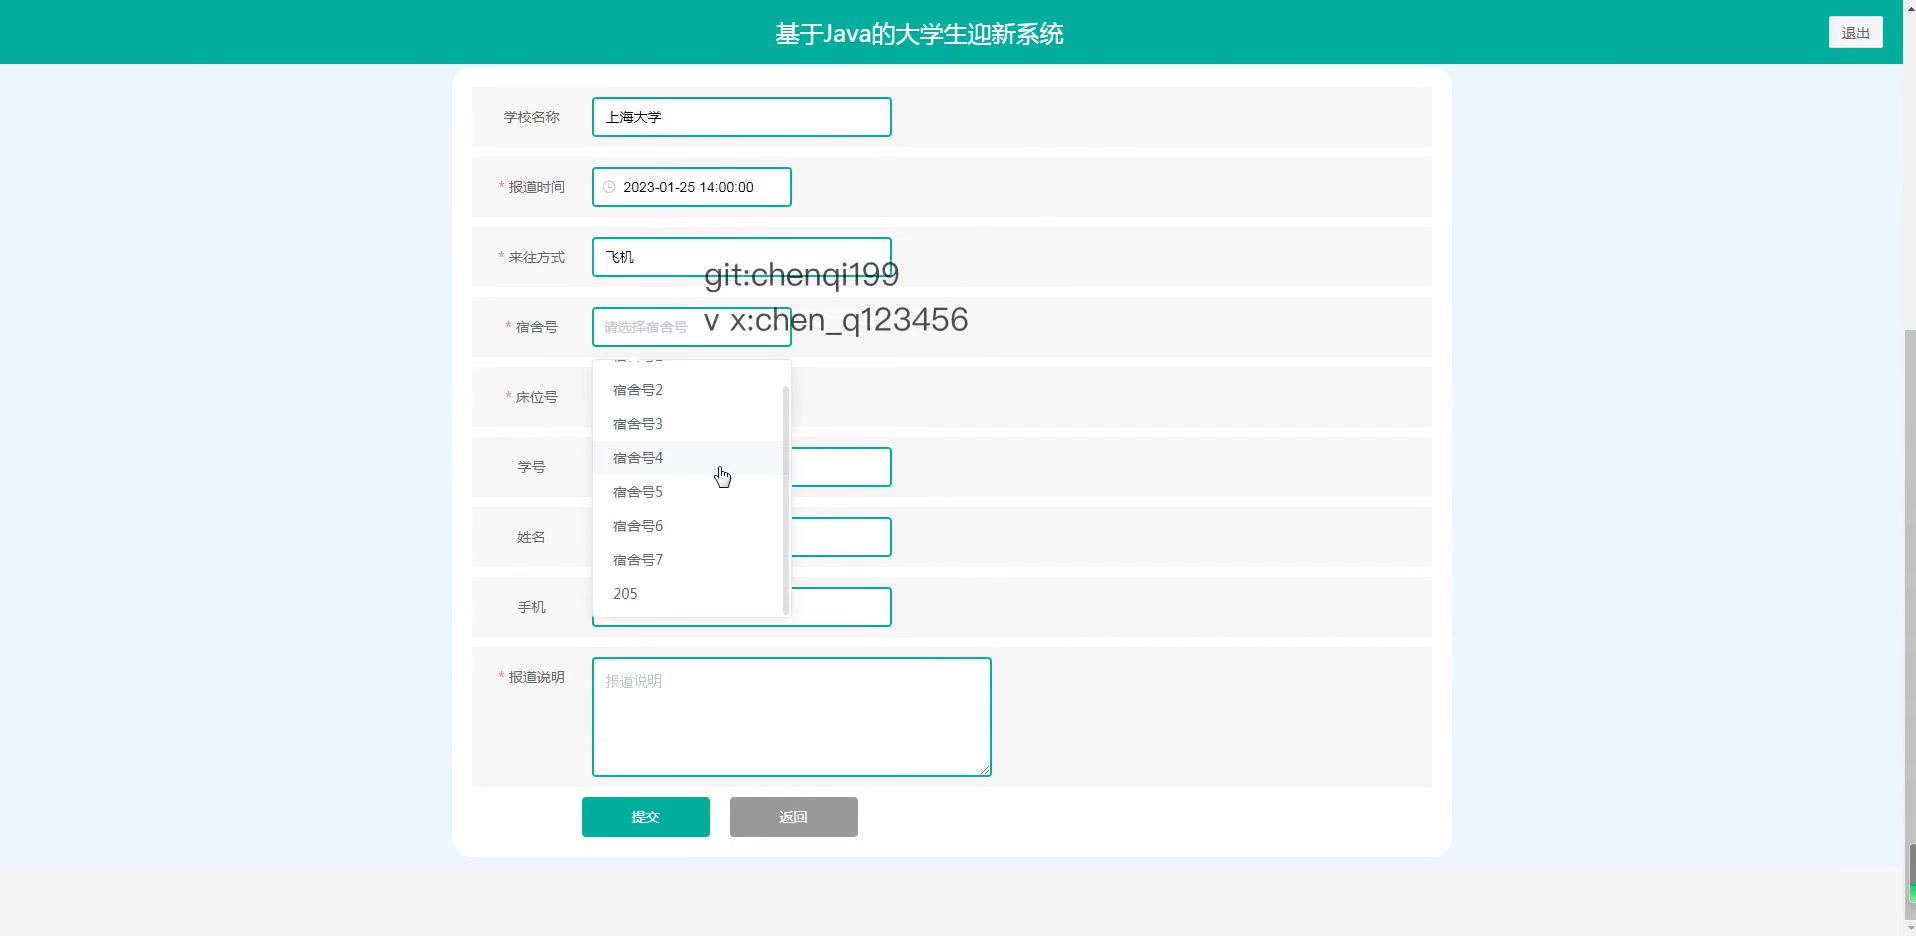 基于Java的大学生迎新系统
退出
学校名称
上海大学
* 报道时间
2023-01-25 14:00:00
* 来往方式
飞机
git:chenqi199
* 宿舍号
请选择宿舍号
v x:chen_q123456
宿舍号2
* 床位号
宿舍号3
宿舍号4
学号
宿舍号5
宿舍号6
姓名
宿舍号7
205
手机
* 报道说明
报道说明
提交
返回